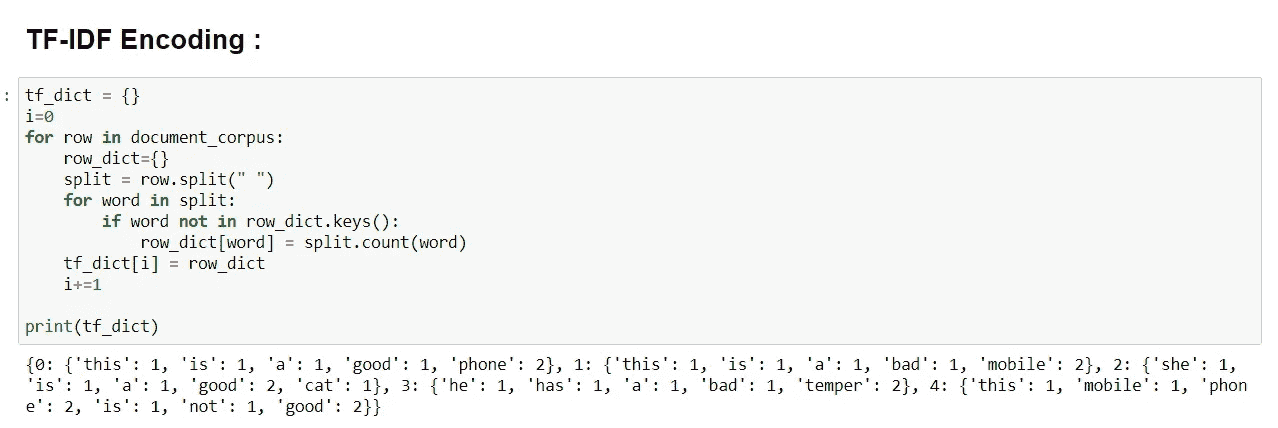 TF-IDF Encoding :
: tf_dict = {}
i=0
for row in document_corpus:
    row_dict={}
    split = row.split(" ")
    for word in split:
        if word not in row_dict.keys():
            row_dict[word] = split.count(word)
    tf_dict[i] = row_dict
    i+=1
print(tf_dict)
{0: {'this': 1, 'is': 1, 'a': 1, 'good': 1, 'phone': 2}, 1: {'this': 1, 'is': 1, 'a': 1, 'bad': 1, 'mobile': 2}, 2: {'she': 1,
'is': 1, 'a': 1, 'good': 2, 'cat': 1}, 3: {'he': 1, 'has': 1, 'a': 1, 'bad': 1, 'temper': 2}, 4: {'this': 1, 'mobile': 1, 'phon
e': 2, 'is': 1, 'not': 1, 'good': 2}}